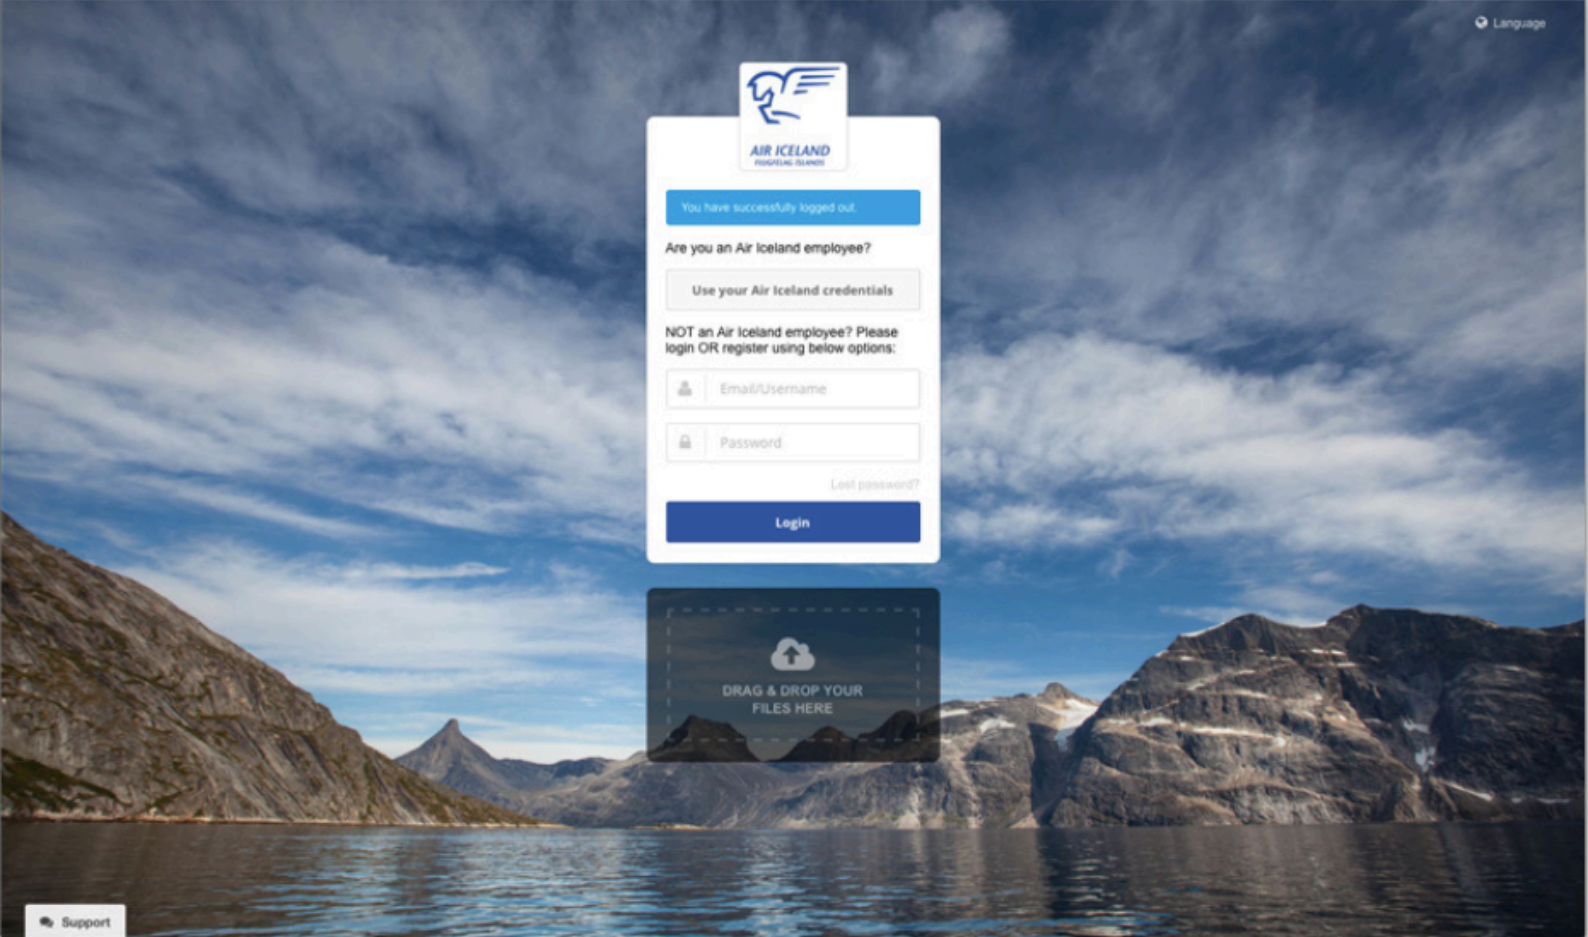 Language
AIR ICELAND
FLUGFÉLAG ÍSLANDS
You have successfully logged out.
Are you an Air Iceland employee?
Use your Air Iceland credentials
NOT an Air Iceland employee? Please
login OR register using below options:
Email/Username
Password
Lost password?
Login
DRAG & DROP YOUR
FILES HERE
Support